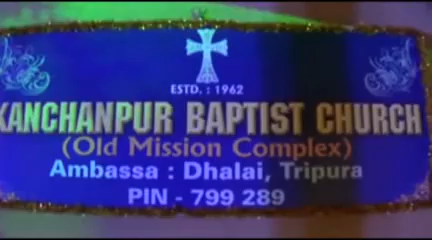 ESTD. : 1962
KANCHANPUR BAPTIST CHURCH
(Old Mission Complex)
Ambassa : Dhalai, Tripura
PIN - 799 289